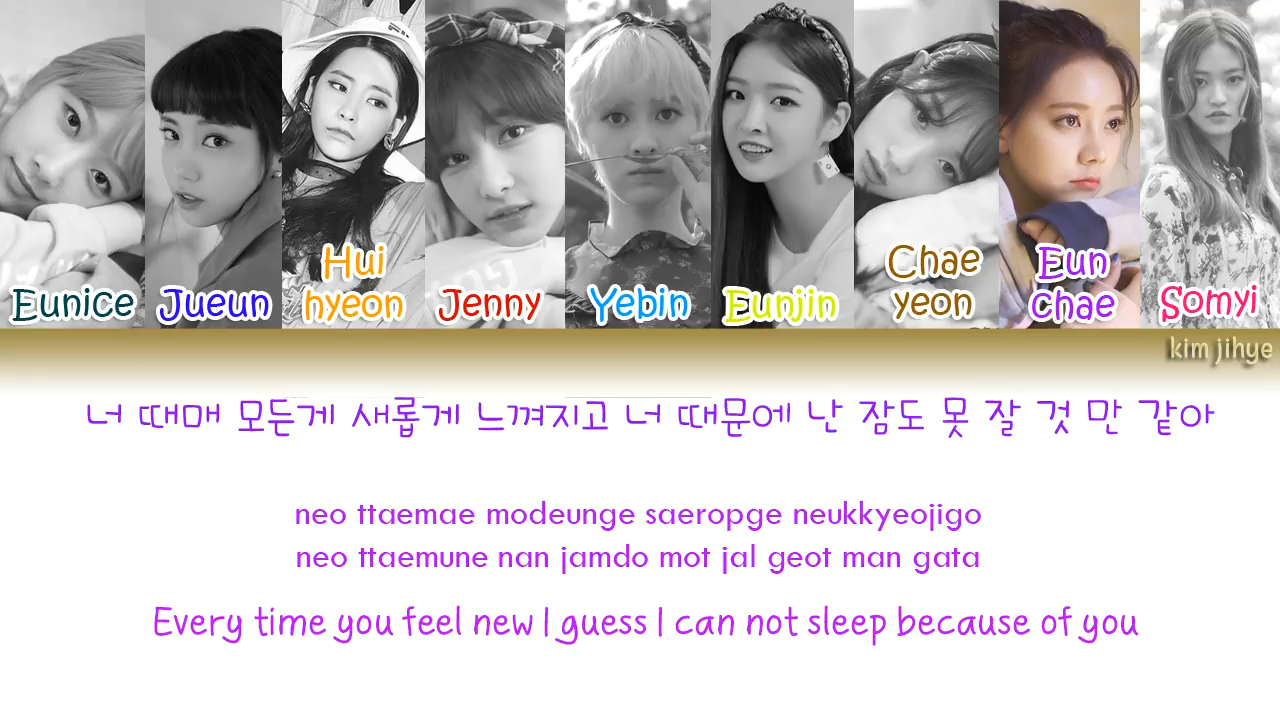 Eunice
Jueun
Hui
hyeon
Jenny
Yebin
Eunjin
Chae
yeon
Eun
chae
Somyi
kim jihye
너 때매 모든게 새롭게 느껴지고 너 때문에 난 잠도 못 잘 것 만 같아
neo ttaemae modeunge saeropge neukkyeojigo
neo ttaemune nan jamdo mot jal geot man gata
Every time you feel new I guess I can not sleep because of you